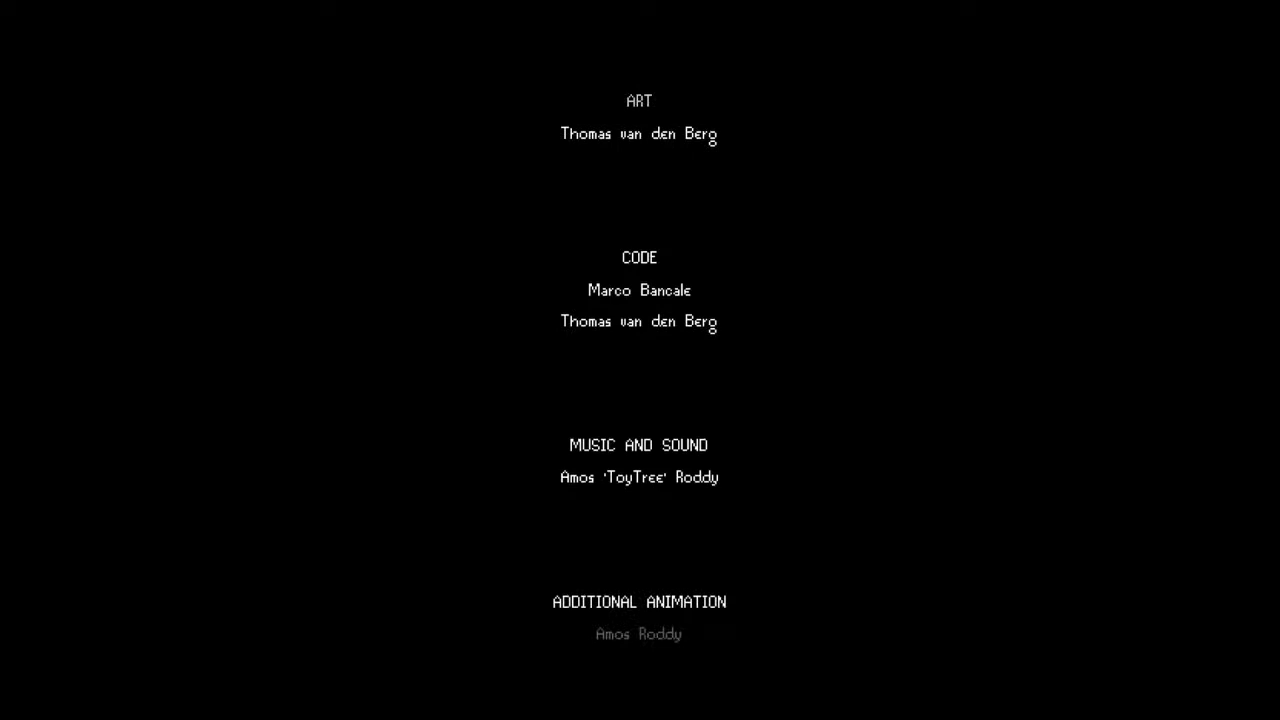 ART
Thomas van den Berg
CODE
Marco Bancale
Thomas van den Berg
MUSIC AND SOUND
Amos 'ToyTree' Roddy
ADDITIONAL ANIMATION
Amos Roddy